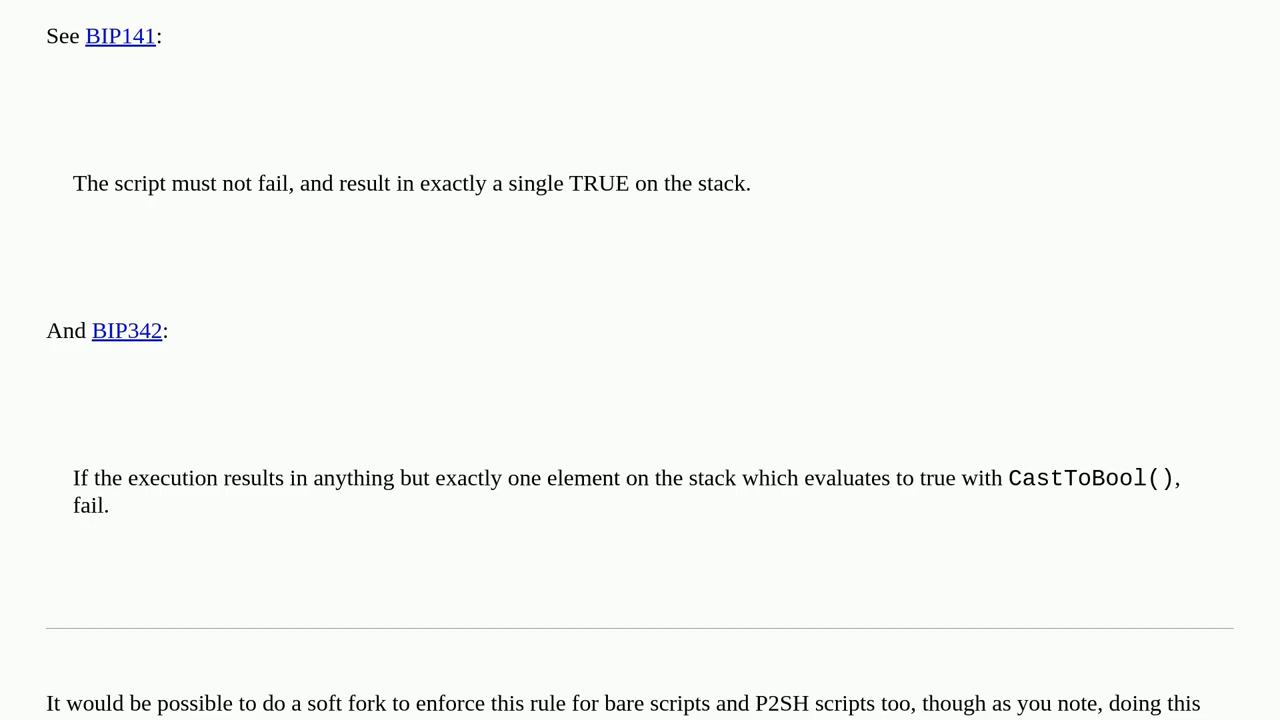 See BIP141:
The script must not fail, and result in exactly a single TRUE on the stack.
And BIP342:
If the execution results in anything but exactly one element on the stack which evaluates to true with CastToBool(),
fail.
It would be possible to do a soft fork to enforce this rule for bare scripts and P2SH scripts too, though as you note, doing this